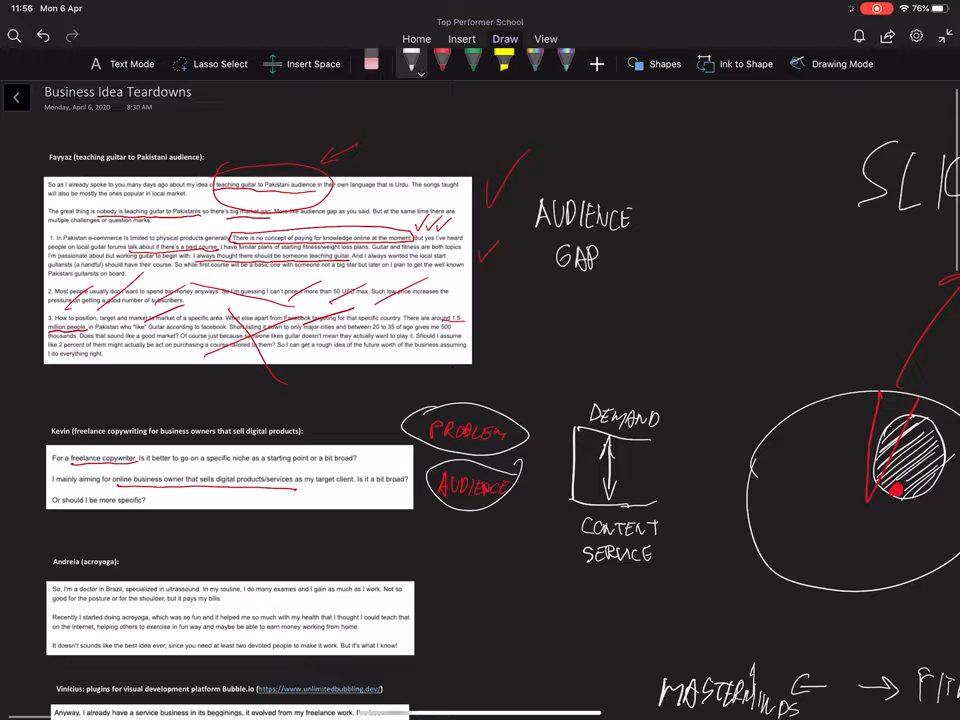 11:56 Mon 6 Apr
76%
Top Performer School
Home Insert Draw View
Text Mode Lasso Select Insert Space Shapes Ink to Shape Drawing Mode
Business Idea Teardowns
Monday, April 6, 2020 8:30 AM
Fayyaz (teaching guitar to Pakistani audience):
So as I already spoke to you many days ago about my idea of teaching guitar to Pakistani audience in their own language that is Urdu. The songs taught
will also be mostly the ones popular in local market.
The great thing is nobody is teaching guitar to Pakistanis so there's big market gap. More like audience gap as you said. But at the same time there are
multiple challenges or question marks.
1. In Pakistan e-commerce is limited to physical products generally. There is no concept of paying for knowledge online at the moment. But yes I've heard
people on local guitar forums talk about if there's a paid course. I have similar plans of starting fitness/weight loss plans. Guitar and fitness are both topics
I'm passionate about but working guitar to begin with. I always thought there should be someone teaching guitar. And I always wanted the local start
guitarists (a handful) should have their course. So while first course will be a basic one with someone not a big star but later on I plan to get the well known
Pakistani guitarsits on board.
2. Most people usually don't want to spend big money anyways. So I'm guessing I can't price it more than 50 USD max. Such low price increases the
pressure on getting a good number of subscribers.
3. How to position, target and market to market of a specific area. What else apart from Facebook targeting for that specific country. There are around 1.5
million people in Pakistan who "like" Guitar according to facebook. Short listing it down to only major cities and between 20 to 35 of age gives me 500
thousands. Does that sound like a good market? Of course just because someone likes guitar doesn't mean they actually want to play it. Should I assume
like 2 percent of them might actually be act on purchasing a course tailored to them? So I can get a rough idea of the future worth of the business assuming
I do everything right.
AUDIENCE
GAP
Kevin (freelance copywriting for business owners that sell digital products):
For a freelance copywriter. Is it better to go on a specific niche as a starting point or a bit broad?
I mainly aiming for online business owner that sells digital products/services as my target client. Is it a bit broad?
Or should I be more specific?
PROBLEM
AUDIENCE
DEMAND
CONTENT
SERVICE
Andreia (acroyoga):
So, I'm a doctor in Brazil, specialized in ultrassound. In my routine, I do many exames and I gain as much as I work. Not so
good for the posture or for the shoulder, but it pays my bills.
Recently I started doing acroyoga, which was so fun and it helped me so much with my health that I thought I could teach that
on the internet, helping others to exercise in fun way and maybe be able to earn money working from home.
It doesn't sounds like the best idea ever, since you need at least two devoted people to make it work. But it's what I know!
Vinicius: plugins for visual development platform Bubble.io (https://www.unlimitedbubbling.dev/)
Anyway, I already have a service business in its begginings, it evolved from my freelance work.
MASTERMINDS